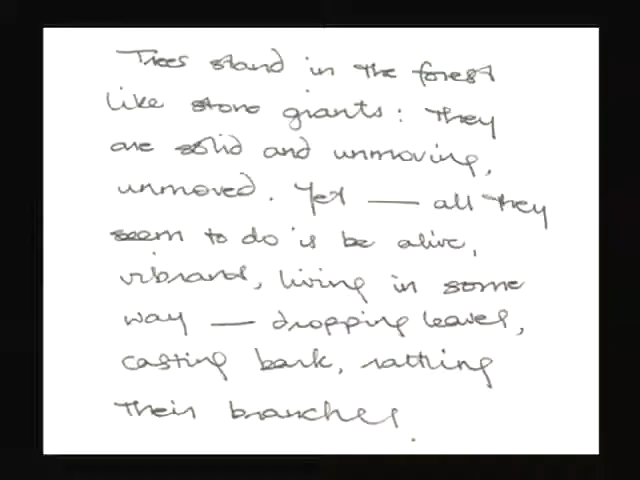 Trees stand in the forest
like stone giants: They
are solid and unmoving,
unmoved. Yet — all they
seem to do is be alive,
vibrant, living in some
way — dropping leaves,
casting bark, rattling
their branches.